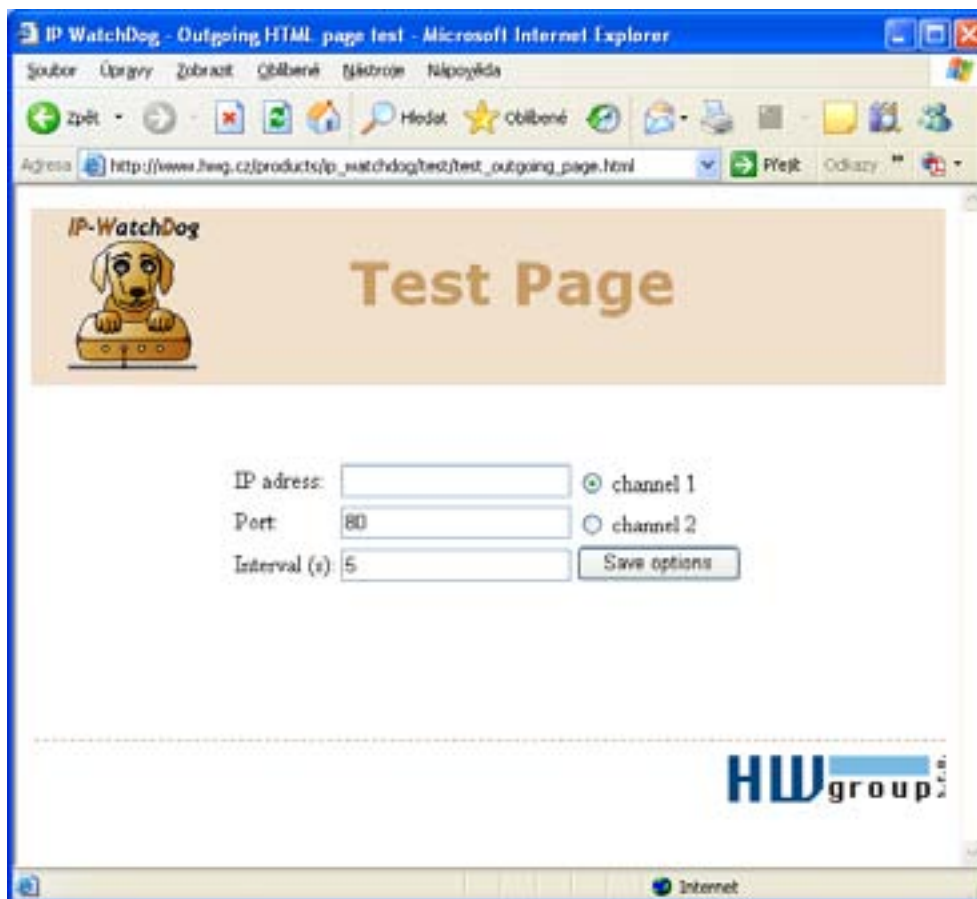 IP WatchDog - Outgoing HTML page test - Microsoft Internet Explorer
Soubor Úpravy Zobrazit Oblíbené Nástroje Nápověda
Zpět Hledat Oblíbené
Adresa http://www.hwg.cz/products/ip_watchdog/test/test_outgoing_page.html Přejít Odkazy »
IP-WatchDog
Test Page
IP adress: channel 1
Port: 80 channel 2
Interval (s): 5 Save options
HW group s.r.o.
Internet